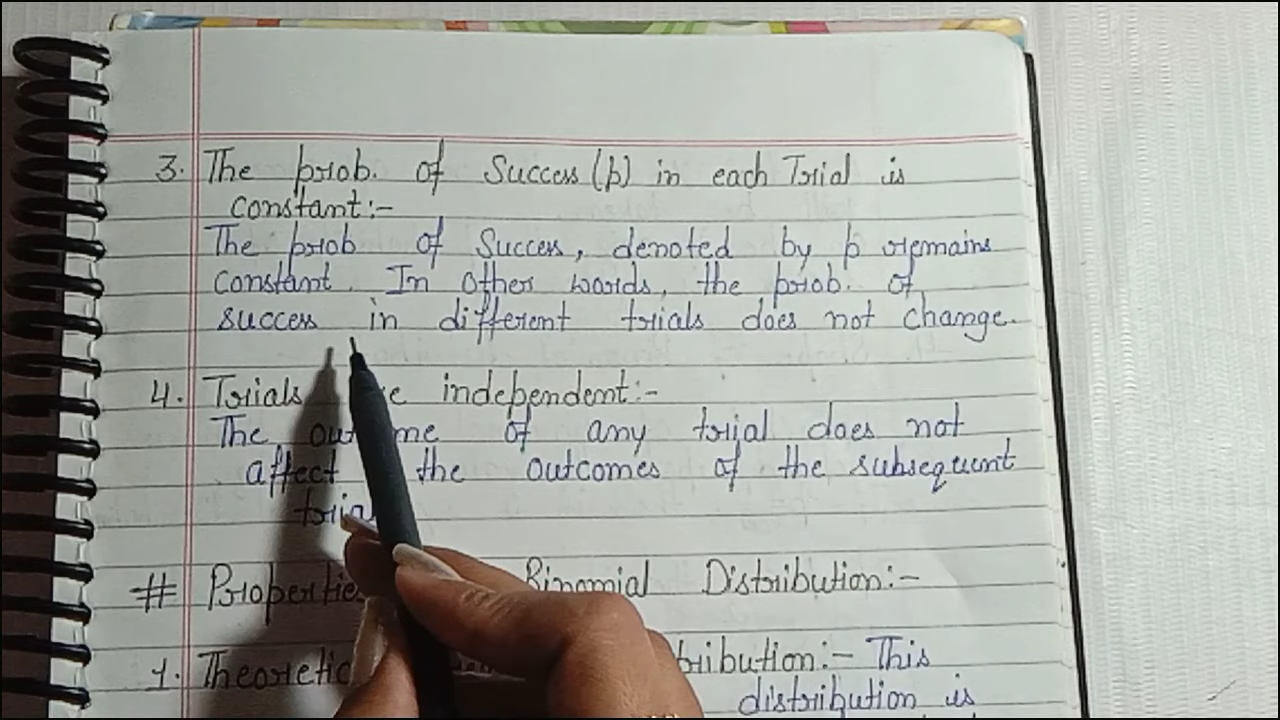 3. The prob. of Success (p) in each Trial is
constant:-
The prob of Success, denoted by p remains
constant. In other words, the prob. of
success in different trials does not change.
4. Trials independent:-
The of any trial does not
affect the outcomes of the subsequent
# Binomial Distribution:-
1. This
distribution is